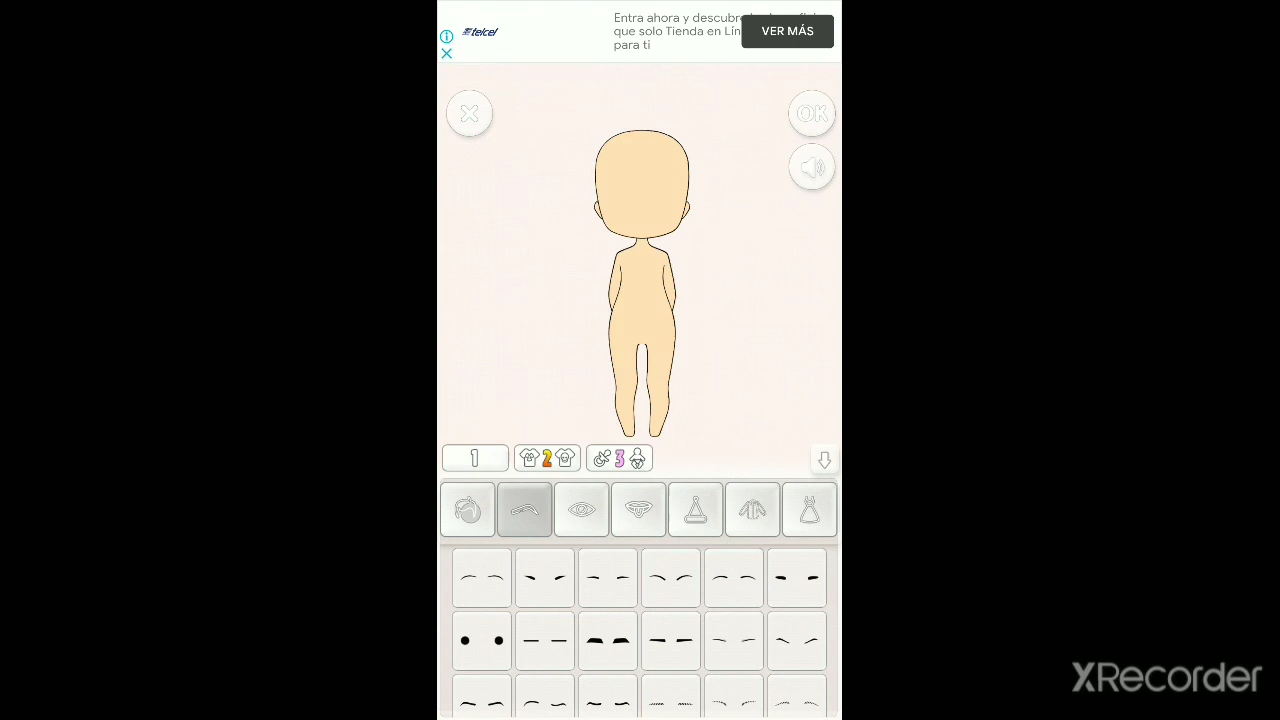 telcel
Entra ahora y descubre
que solo Tienda en Lín
para ti
VER MÁS
OK
1
2
3
XRecorder